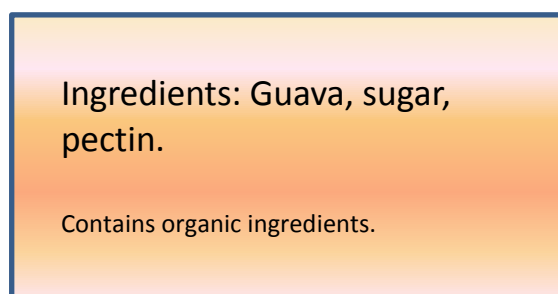 Ingredients: Guava, sugar,
pectin.
Contains organic ingredients.